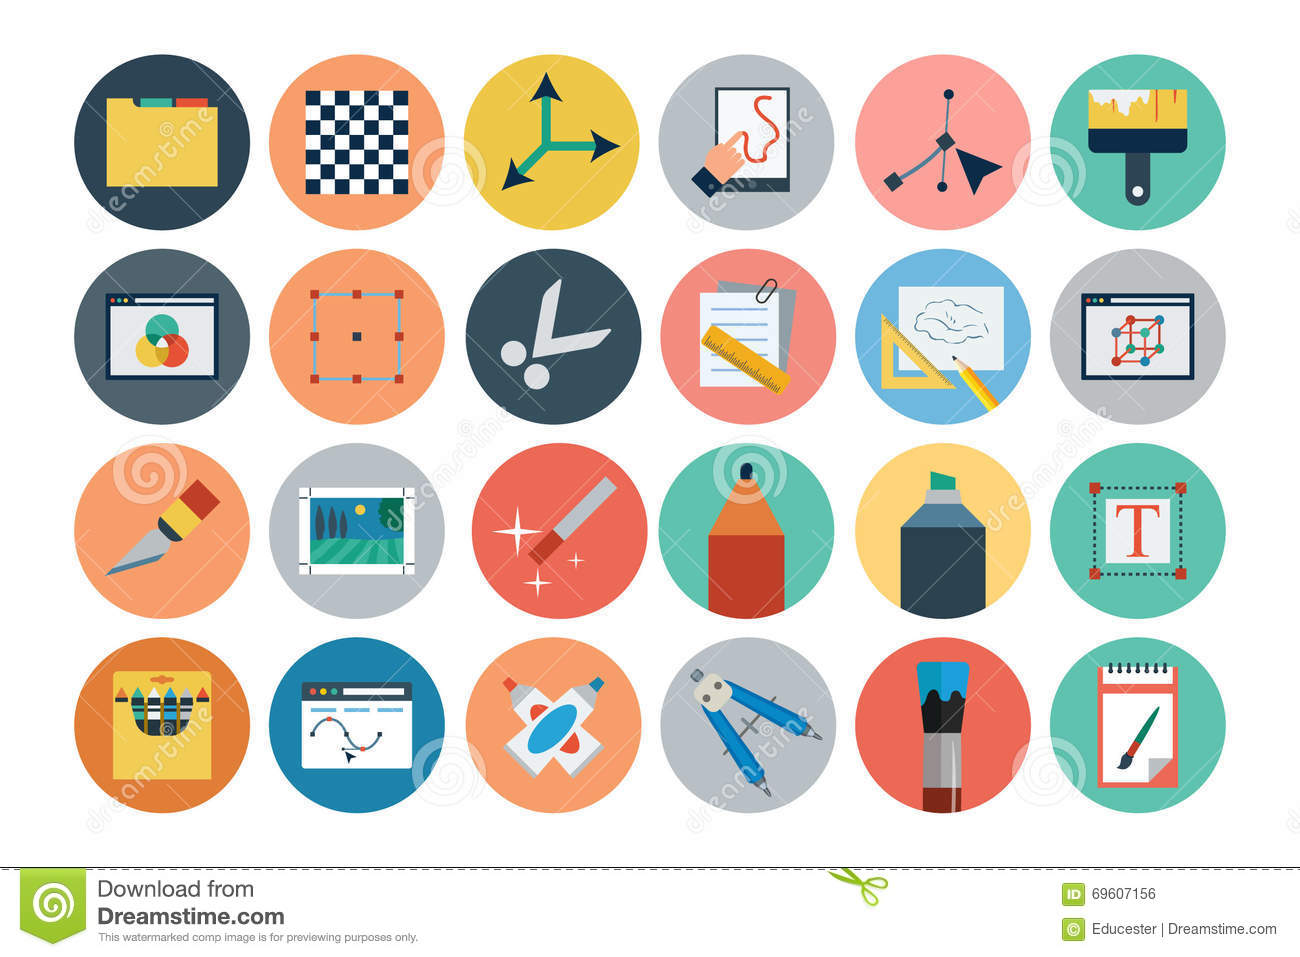 T
Download from
Dreamstime.com
This watermarked comp image is for previewing purposes only.
ID 69607156
Educester | Dreamstime.com
dreamstime